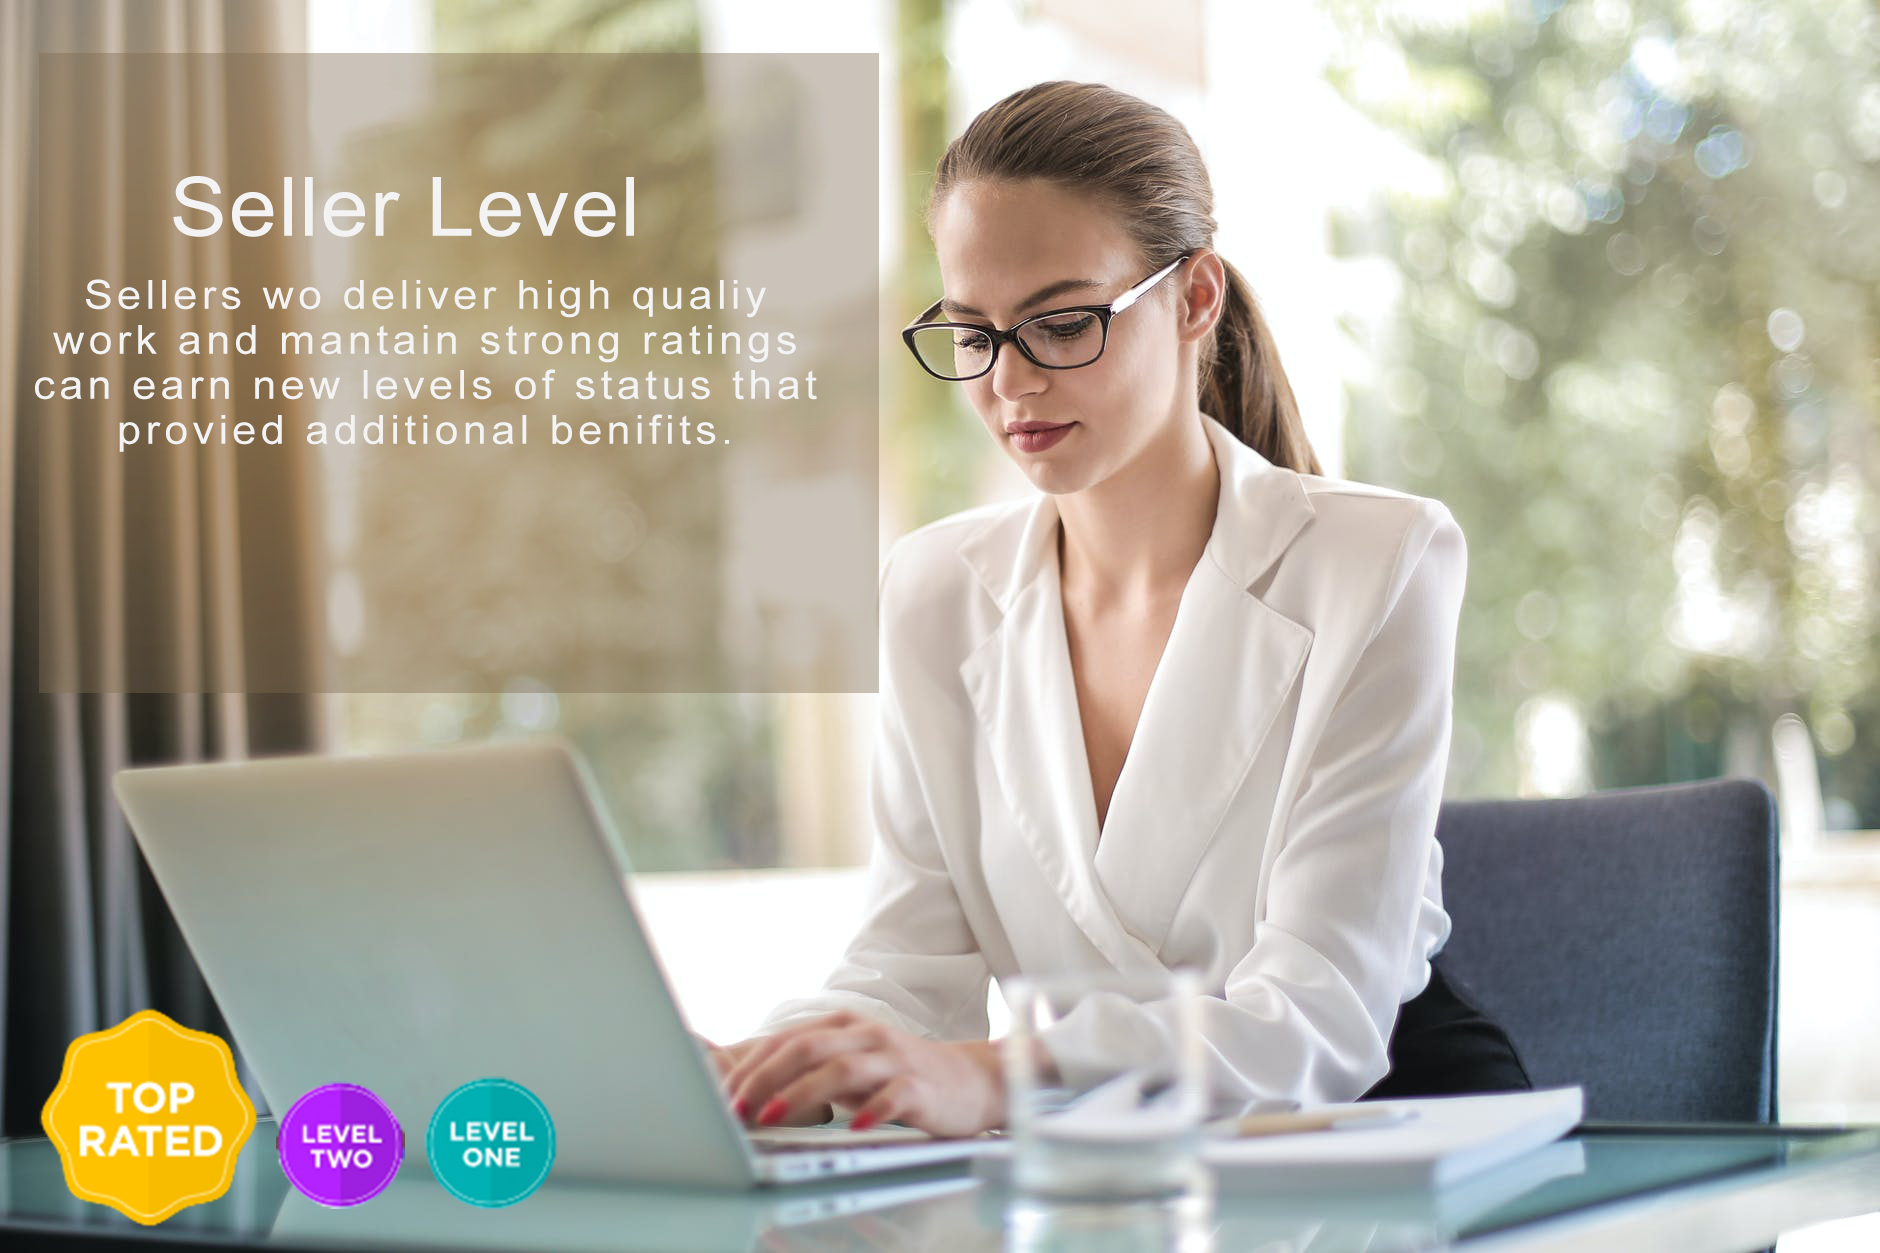 Seller Level
Sellers wo deliver high qualiy
work and mantain strong ratings
can earn new levels of status that
provied additional benifits.
TOP
RATED
LEVEL
TWO
LEVEL
ONE